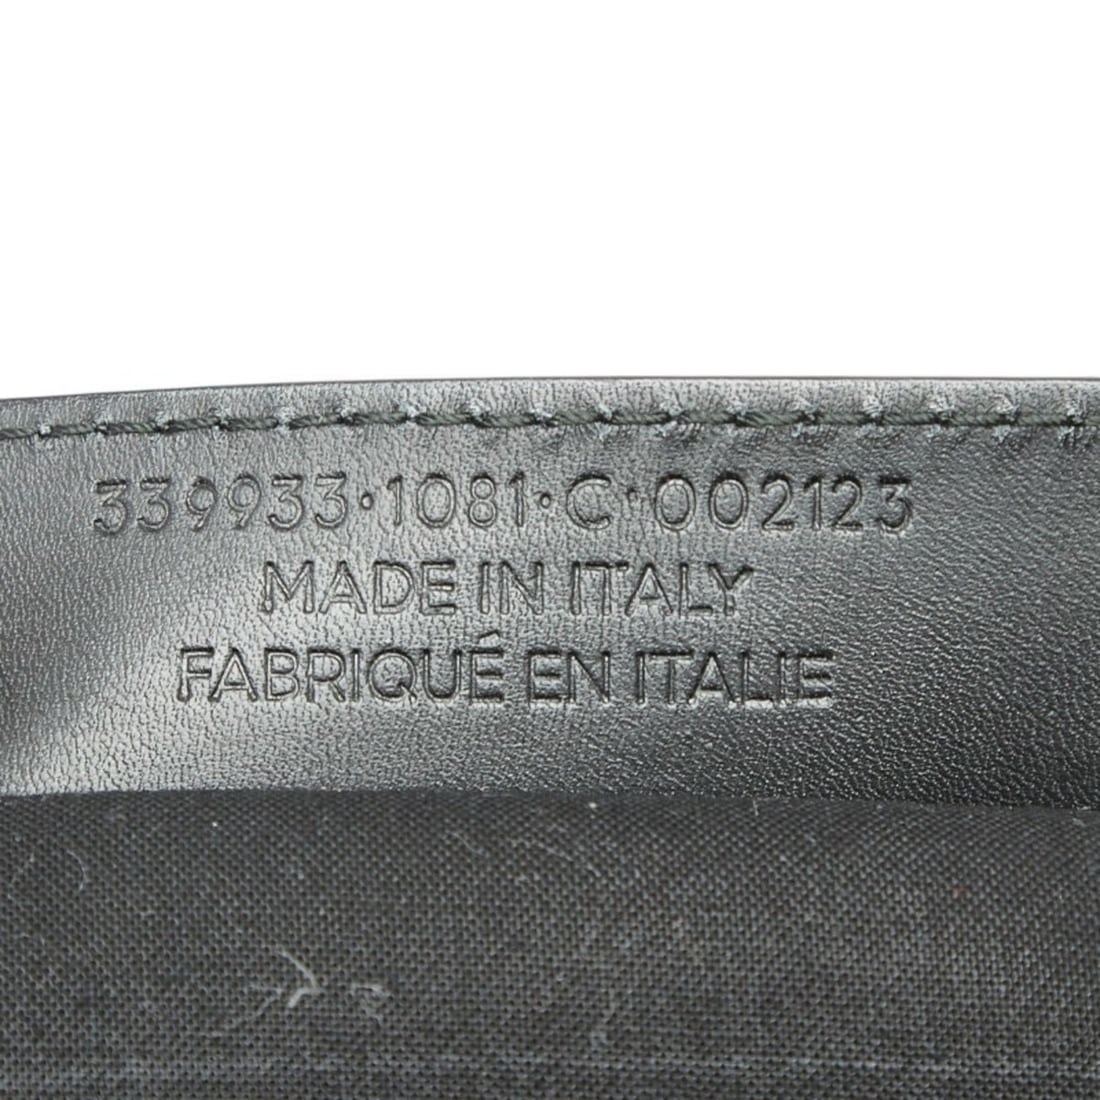 339933·1081·C·002123
MADE IN ITALY
FABRIQUÉ EN ITALIE